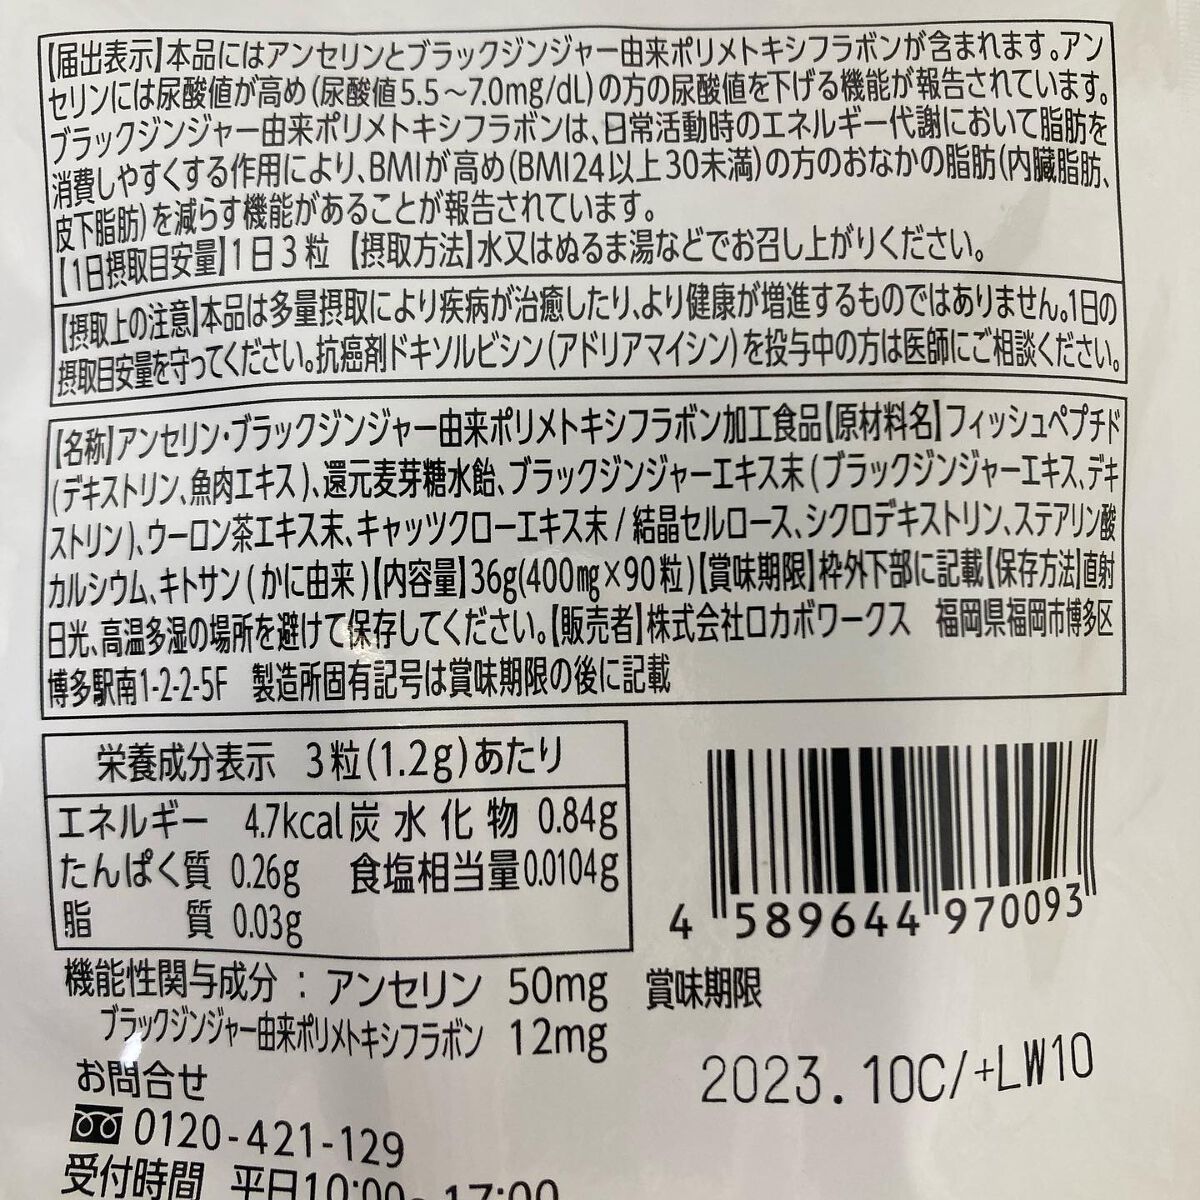 【届出表示】本品にはアンセリンとブラックジンジャー由来ポリメトキシフラボンが含まれます。アン
セリンには尿酸値が高め(尿酸値5.5～7.0mg/dL)の方の尿酸値を下げる機能が報告されています。
ブラックジンジャー由来ポリメトキシフラボンは、日常活動時のエネルギー代謝において脂肪を
消費しやすくする作用により、BMIが高め(BMI24以上30未満)の方のおなかの脂肪(内臓脂肪、
皮下脂肪)を減らす機能があることが報告されています。
【1日摂取目安量】1日3粒 【摂取方法】水又はぬるま湯などでお召し上がりください。
【摂取上の注意】本品は多量摂取により疾病が治癒したり、より健康が増進するものではありません。1日の
摂取目安量を守ってください。抗癌剤ドキソルビシン(アドリアマイシン)を投与中の方は医師にご相談ください。
【名称】アンセリン・ブラックジンジャー由来ポリメトキシフラボン加工食品【原材料名】フィッシュペプチド
(デキストリン、魚肉エキス)、還元麦芽糖水飴、ブラックジンジャーエキス末(ブラックジンジャーエキス、デキ
ストリン)、ウーロン茶エキス末、キャッツクローエキス末/結晶セルロース、シクロデキストリン、ステアリン酸
カルシウム、キトサン(かに由来)【内容量】36g(400㎎×90粒)【賞味期限】枠外下部に記載【保存方法】直射
日光、高温多湿の場所を避けて保存してください。【販売者】株式会社ロカボワークス 福岡県福岡市博多区
博多駅南1-2-2-5F 製造所固有記号は賞味期限の後に記載
栄養成分表示 3粒(1.2g)あたり
エネルギー 4.7kcal 炭水化物 0.84g
たんぱく質 0.26g 食塩相当量 0.0104g
脂質 0.03g
4 589644 970093
機能性関与成分：アンセリン 50mg
ブラックジンジャー由来ポリメトキシフラボン 12mg
賞味期限
2023.10C/+LW10
お問合せ
0120-421-129
受付時間 平日10:00～17:00